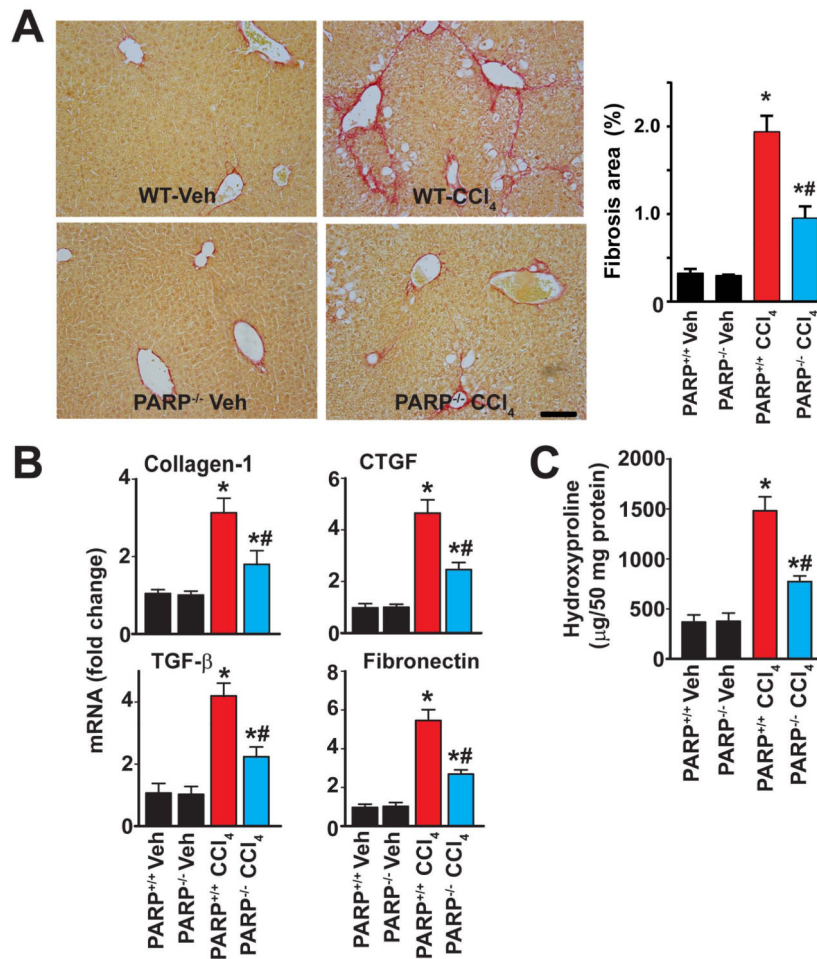 A
WT-Veh
WT-CCl₄
PARP⁻/⁻ Veh
PARP⁻/⁻ CCl₄
Fibrosis area (%)
2.0
1.0
0
*
*#
PARP⁺/⁺ Veh
PARP⁻/⁻ Veh
PARP⁺/⁺ CCl₄
PARP⁻/⁻ CCl₄
B
mRNA (fold change)
Collagen-1
4
2
0
*
*#
CTGF
6
4
2
0
*
*#
TGF-β
4
2
0
*
*#
PARP⁺/⁺ Veh
PARP⁻/⁻ Veh
PARP⁺/⁺ CCl₄
PARP⁻/⁻ CCl₄
Fibronectin
8
6
4
2
0
*
*#
PARP⁺/⁺ Veh
PARP⁻/⁻ Veh
PARP⁺/⁺ CCl₄
PARP⁻/⁻ CCl₄
C
Hydroxyproline
(μg/50 mg protein)
2000
1500
1000
500
0
*
*#
PARP⁺/⁺ Veh
PARP⁻/⁻ Veh
PARP⁺/⁺ CCl₄
PARP⁻/⁻ CCl₄